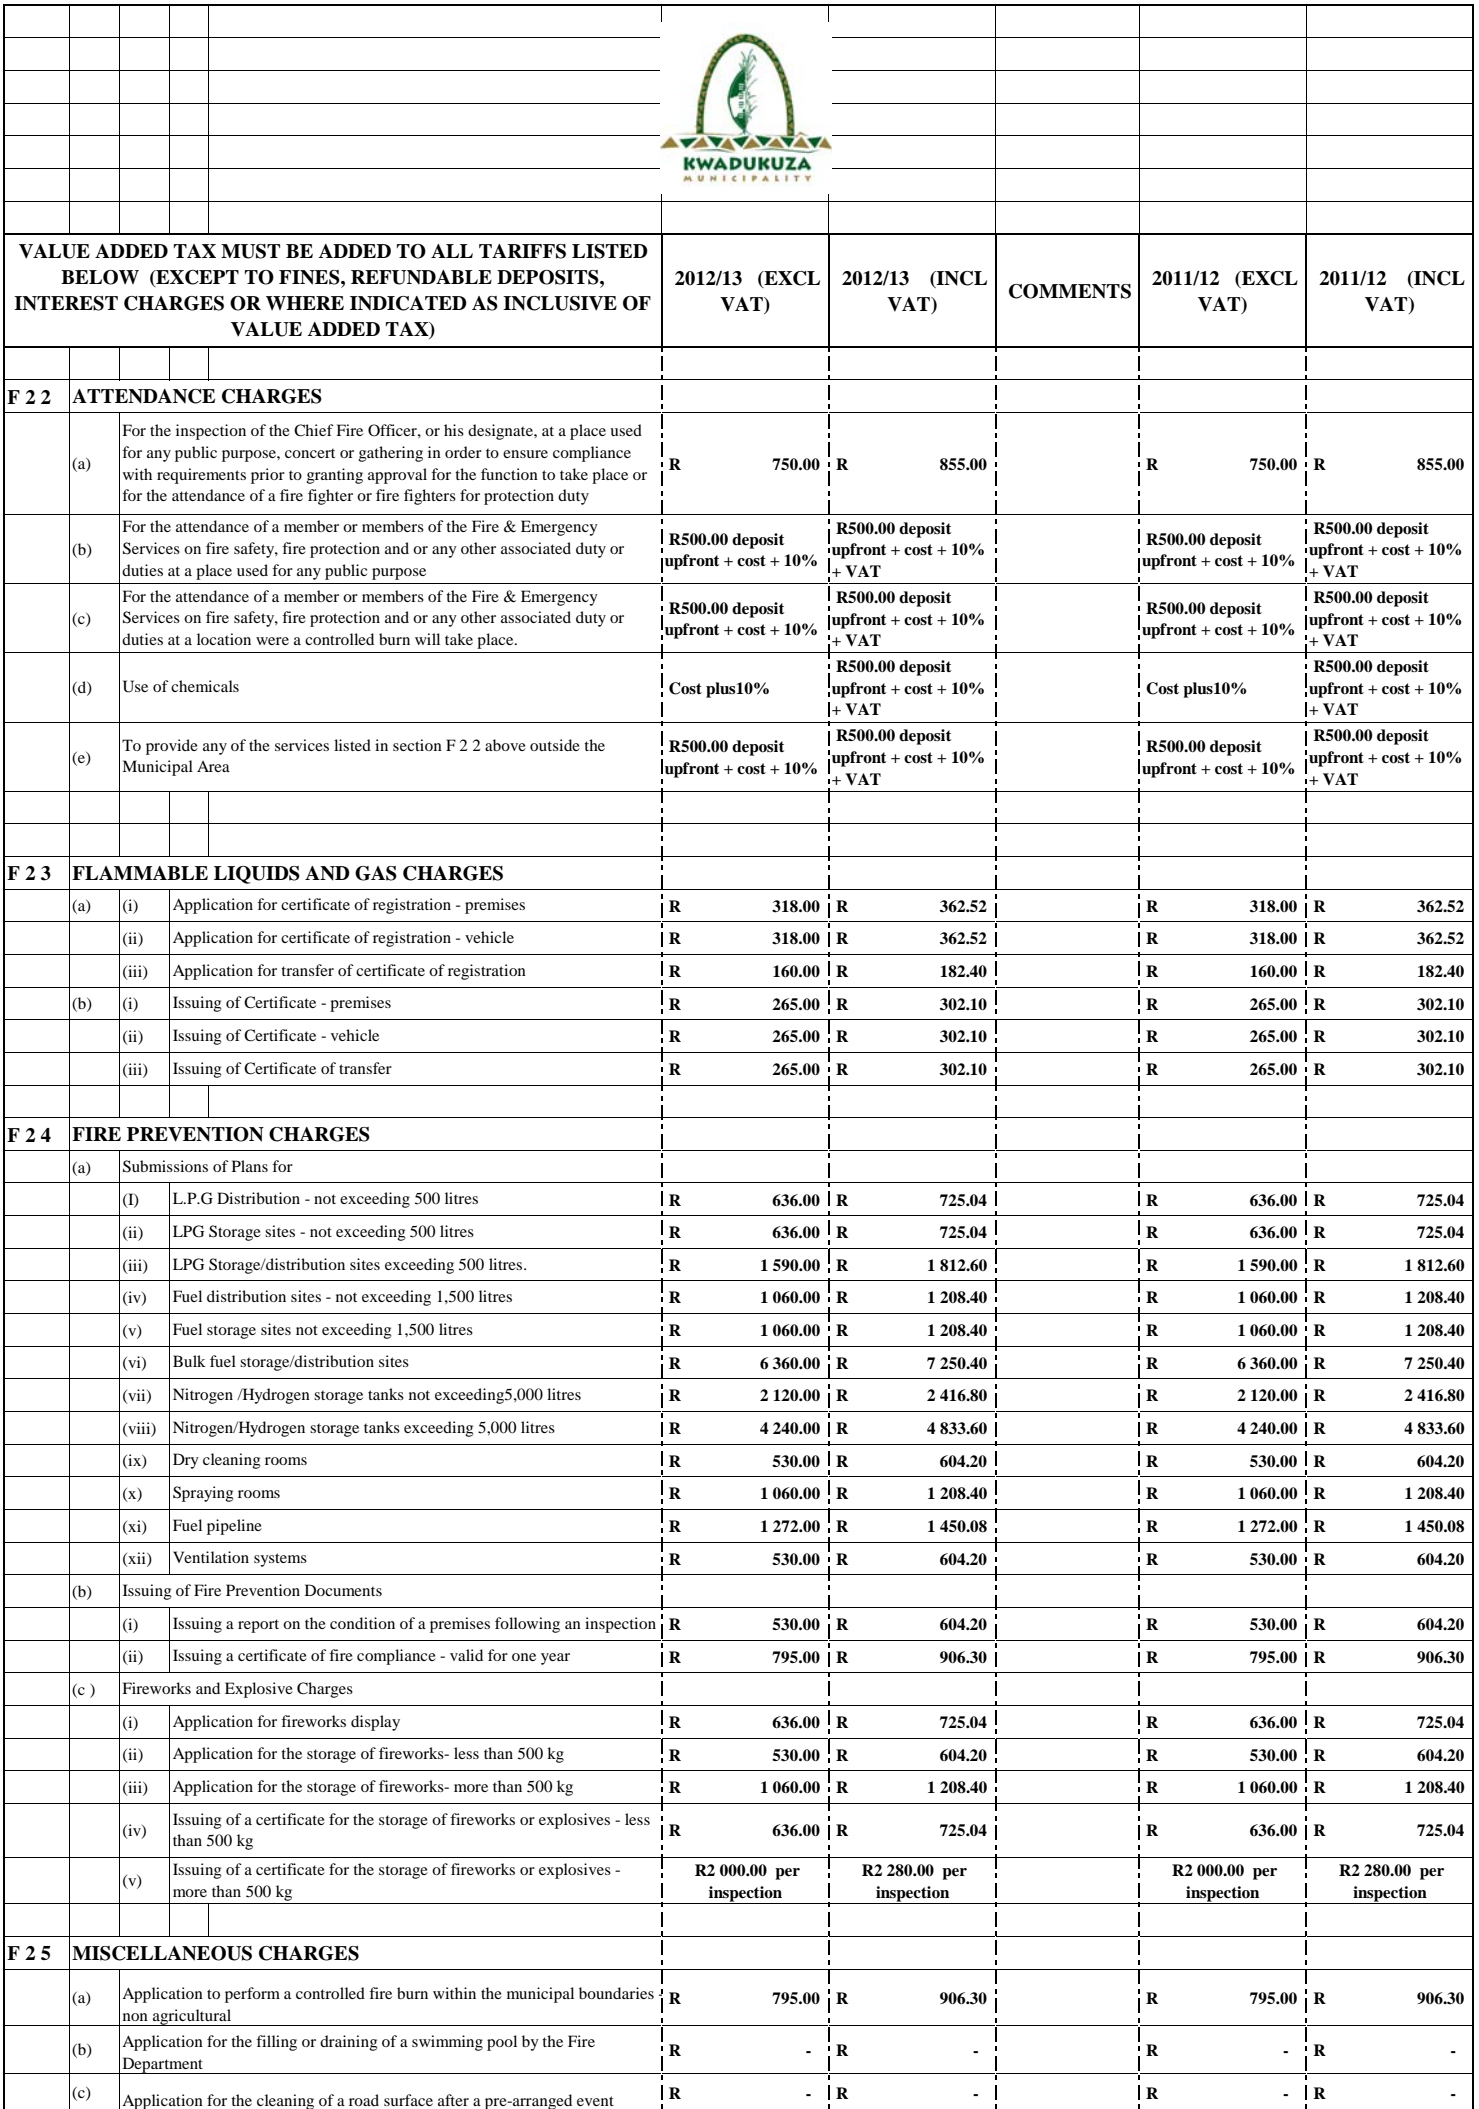 KWADUKUZA
MUNICIPALITY
VALUE ADDED TAX MUST BE ADDED TO ALL TARIFFS LISTED
BELOW (EXCEPT TO FINES, REFUNDABLE DEPOSITS,
INTEREST CHARGES OR WHERE INDICATED AS INCLUSIVE OF
VALUE ADDED TAX)
2012/13 (EXCL
VAT)
2012/13 (INCL
VAT)
COMMENTS
2011/12 (EXCL
VAT)
2011/12 (INCL
VAT)
F 2 2 ATTENDANCE CHARGES
(a)
For the inspection of the Chief Fire Officer, or his designate, at a place used
for any public purpose, concert or gathering in order to ensure compliance
with requirements prior to granting approval for the function to take place or
for the attendance of a fire fighter or fire fighters for protection duty
R 750.00 R 855.00 R 750.00 R 855.00
(b)
For the attendance of a member or members of the Fire & Emergency
Services on fire safety, fire protection and or any other associated duty or
duties at a place used for any public purpose
R500.00 deposit
upfront + cost + 10%
R500.00 deposit
upfront + cost + 10%
+ VAT
R500.00 deposit
upfront + cost + 10%
R500.00 deposit
upfront + cost + 10%
+ VAT
(c)
For the attendance of a member or members of the Fire & Emergency
Services on fire safety, fire protection and or any other associated duty or
duties at a location were a controlled burn will take place.
R500.00 deposit
upfront + cost + 10%
R500.00 deposit
upfront + cost + 10%
+ VAT
R500.00 deposit
upfront + cost + 10%
R500.00 deposit
upfront + cost + 10%
+ VAT
(d)
Use of chemicals
Cost plus10%
R500.00 deposit
upfront + cost + 10%
+ VAT
Cost plus10%
R500.00 deposit
upfront + cost + 10%
+ VAT
(e)
To provide any of the services listed in section F 2 2 above outside the
Municipal Area
R500.00 deposit
upfront + cost + 10%
R500.00 deposit
upfront + cost + 10%
+ VAT
R500.00 deposit
upfront + cost + 10%
R500.00 deposit
upfront + cost + 10%
+ VAT
F 2 3 FLAMMABLE LIQUIDS AND GAS CHARGES
(a) (i) Application for certificate of registration - premises R 318.00 R 362.52 R 318.00 R 362.52
(ii) Application for certificate of registration - vehicle R 318.00 R 362.52 R 318.00 R 362.52
(iii) Application for transfer of certificate of registration R 160.00 R 182.40 R 160.00 R 182.40
(b) (i) Issuing of Certificate - premises R 265.00 R 302.10 R 265.00 R 302.10
(ii) Issuing of Certificate - vehicle R 265.00 R 302.10 R 265.00 R 302.10
(iii) Issuing of Certificate of transfer R 265.00 R 302.10 R 265.00 R 302.10
F 2 4 FIRE PREVENTION CHARGES
(a) Submissions of Plans for
(I) L.P.G Distribution - not exceeding 500 litres R 636.00 R 725.04 R 636.00 R 725.04
(ii) LPG Storage sites - not exceeding 500 litres R 636.00 R 725.04 R 636.00 R 725.04
(iii) LPG Storage/distribution sites exceeding 500 litres. R 1 590.00 R 1 812.60 R 1 590.00 R 1 812.60
(iv) Fuel distribution sites - not exceeding 1,500 litres R 1 060.00 R 1 208.40 R 1 060.00 R 1 208.40
(v) Fuel storage sites not exceeding 1,500 litres R 1 060.00 R 1 208.40 R 1 060.00 R 1 208.40
(vi) Bulk fuel storage/distribution sites R 6 360.00 R 7 250.40 R 6 360.00 R 7 250.40
(vii) Nitrogen /Hydrogen storage tanks not exceeding5,000 litres R 2 120.00 R 2 416.80 R 2 120.00 R 2 416.80
(viii) Nitrogen/Hydrogen storage tanks exceeding 5,000 litres R 4 240.00 R 4 833.60 R 4 240.00 R 4 833.60
(ix) Dry cleaning rooms R 530.00 R 604.20 R 530.00 R 604.20
(x) Spraying rooms R 1 060.00 R 1 208.40 R 1 060.00 R 1 208.40
(xi) Fuel pipeline R 1 272.00 R 1 450.08 R 1 272.00 R 1 450.08
(xii) Ventilation systems R 530.00 R 604.20 R 530.00 R 604.20
(b) Issuing of Fire Prevention Documents
(i) Issuing a report on the condition of a premises following an inspection R 530.00 R 604.20 R 530.00 R 604.20
(ii) Issuing a certificate of fire compliance - valid for one year R 795.00 R 906.30 R 795.00 R 906.30
(c ) Fireworks and Explosive Charges
(i) Application for fireworks display R 636.00 R 725.04 R 636.00 R 725.04
(ii) Application for the storage of fireworks- less than 500 kg R 530.00 R 604.20 R 530.00 R 604.20
(iii) Application for the storage of fireworks- more than 500 kg R 1 060.00 R 1 208.40 R 1 060.00 R 1 208.40
(iv)
Issuing of a certificate for the storage of fireworks or explosives - less
than 500 kg
R 636.00 R 725.04 R 636.00 R 725.04
(v)
Issuing of a certificate for the storage of fireworks or explosives -
more than 500 kg
R2 000.00 per
inspection
R2 280.00 per
inspection
R2 000.00 per
inspection
R2 280.00 per
inspection
F 2 5 MISCELLANEOUS CHARGES
(a)
Application to perform a controlled fire burn within the municipal boundaries -
non agricultural
R 795.00 R 906.30 R 795.00 R 906.30
(b)
Application for the filling or draining of a swimming pool by the Fire
Department
R - R - R - R -
(c)
Application for the cleaning of a road surface after a pre-arranged event
R - R - R - R -